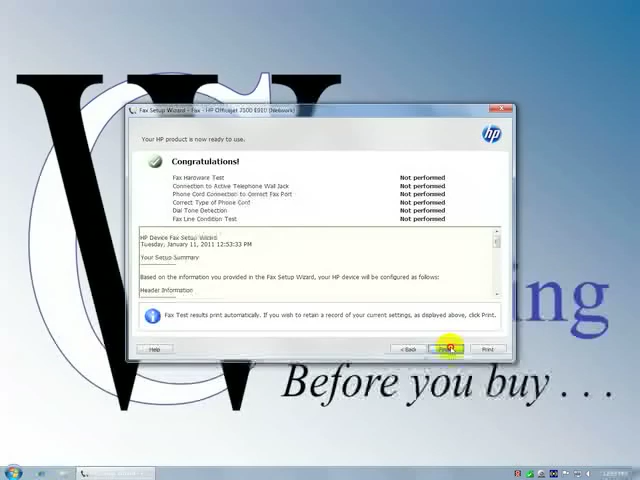 Fax Setup Wizard - Fax - HP Officejet 7500 E910 (Network)
Your HP product is now ready to use.
hp
Congratulations!
Fax Hardware Test Not performed
Connection to Active Telephone Wall Jack Not performed
Phone Cord Connection to Correct Fax Port Not performed
Correct Type of Phone Cord Not performed
Dial Tone Detection Not performed
Fax Line Condition Test Not performed
HP Device Fax Setup Wizard
Tuesday, January 11, 2011 12:53:33 PM
Your Setup Summary
Based on the information you provided in the Fax Setup Wizard, your HP device will be configured as follows:
Header Information
Fax Test results print automatically. If you wish to retain a record of your current settings, as displayed above, click Print.
Help < Back Print
ing
Before you buy . . .